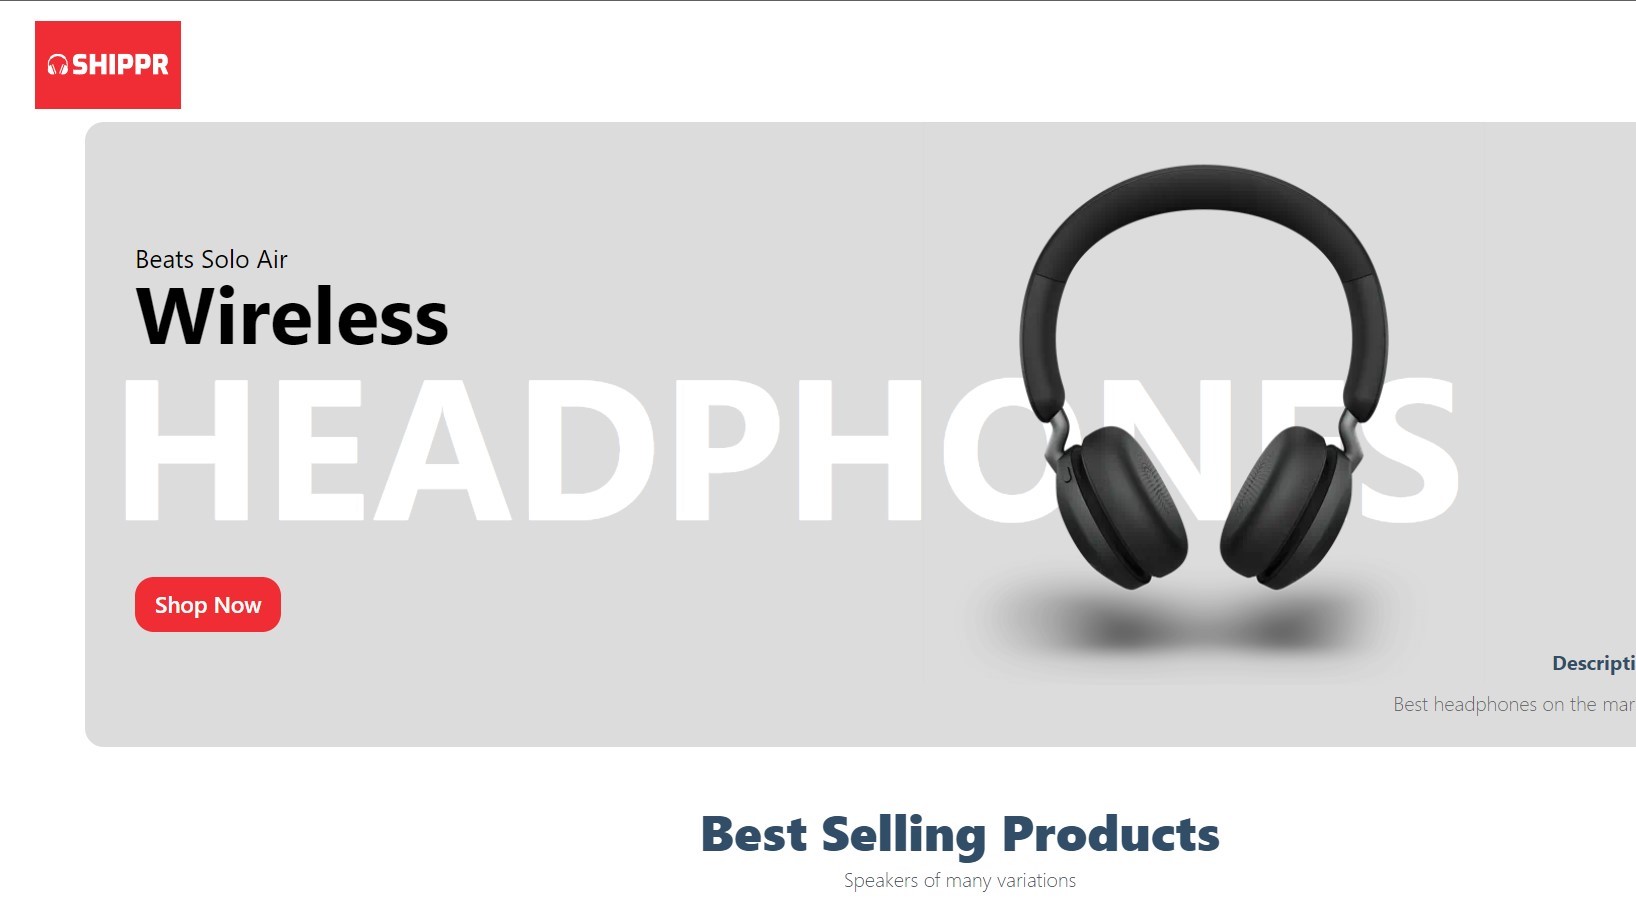 SHIPPR
Beats Solo Air
Wireless
HEADPHONES
Shop Now
Descripti
Best headphones on the mar
Best Selling Products
Speakers of many variations